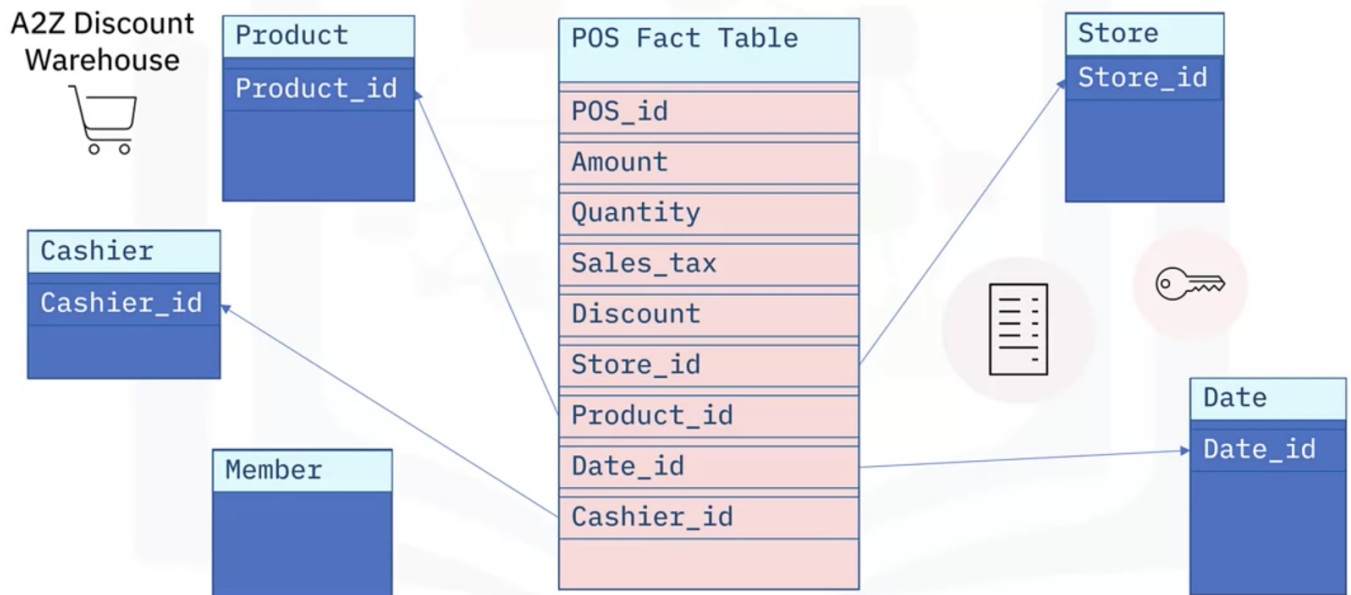 A2Z Discount
Warehouse
Product
Product_id
Cashier
Cashier_id
Member
POS Fact Table
POS_id
Amount
Quantity
Sales_tax
Discount
Store_id
Product_id
Date_id
Cashier_id
Store
Store_id
Date
Date_id